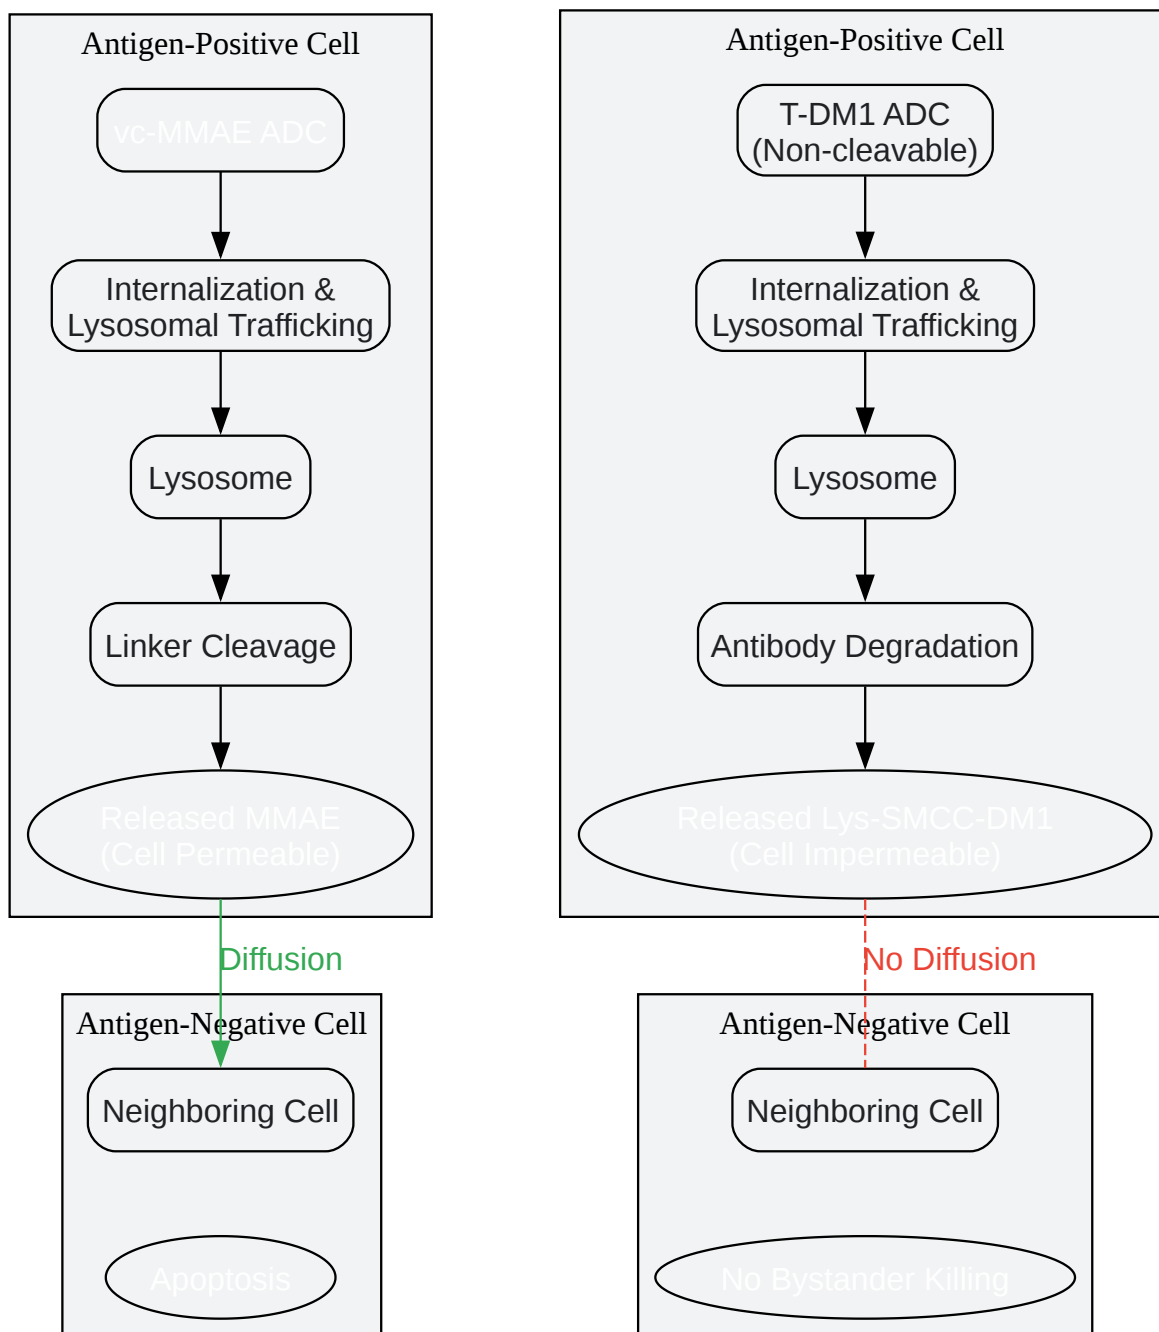 Antigen-Positive Cell
vc-MMAE ADC
Internalization &
Lysosomal Trafficking
Lysosome
Linker Cleavage
Released MMAE
(Cell Permeable)
Diffusion
Antigen-Negative Cell
Neighboring Cell
Apoptosis
Antigen-Positive Cell
T-DM1 ADC
(Non-cleavable)
Internalization &
Lysosomal Trafficking
Lysosome
Antibody Degradation
Released Lys-SMCC-DM1
(Cell Impermeable)
No Diffusion
Antigen-Negative Cell
Neighboring Cell
No Bystander Killing